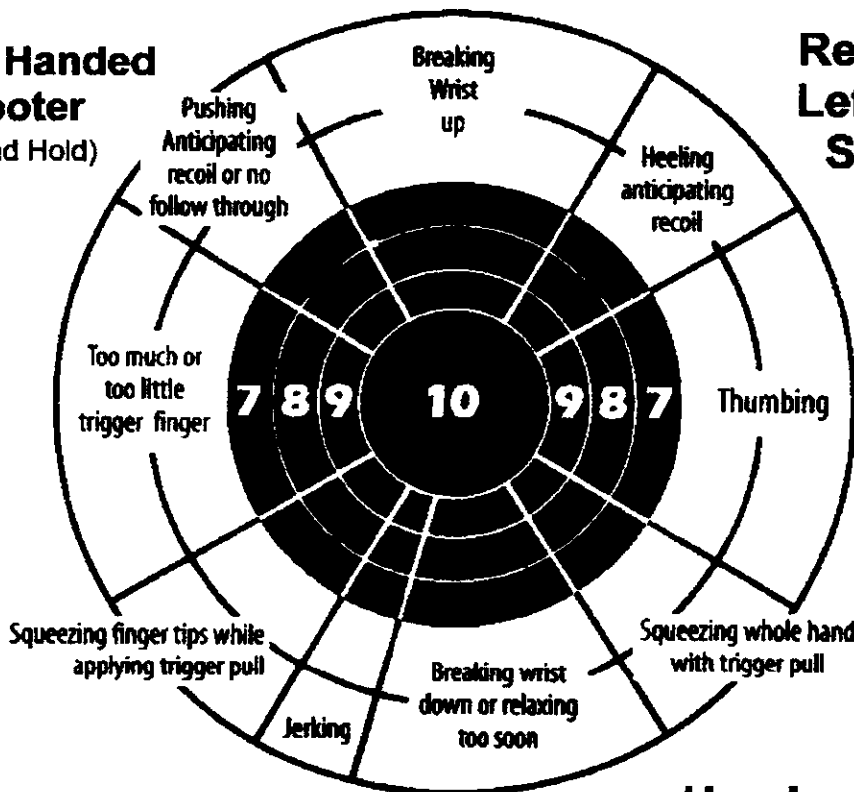 Handed
ooter
nd Hold)
Re
Lef
S
Breaking
Wrist
up
Pushing
Anticipating
recoil or no
follow through
Heeling
anticipating
recoil
Too much or
too little
trigger finger
7 8 9 10 9 8 7
Thumbing
Squeezing finger tips while
applying trigger pull
Squeezing whole hand
with trigger pull
Breaking wrist
down or relaxing
too soon
Jerking